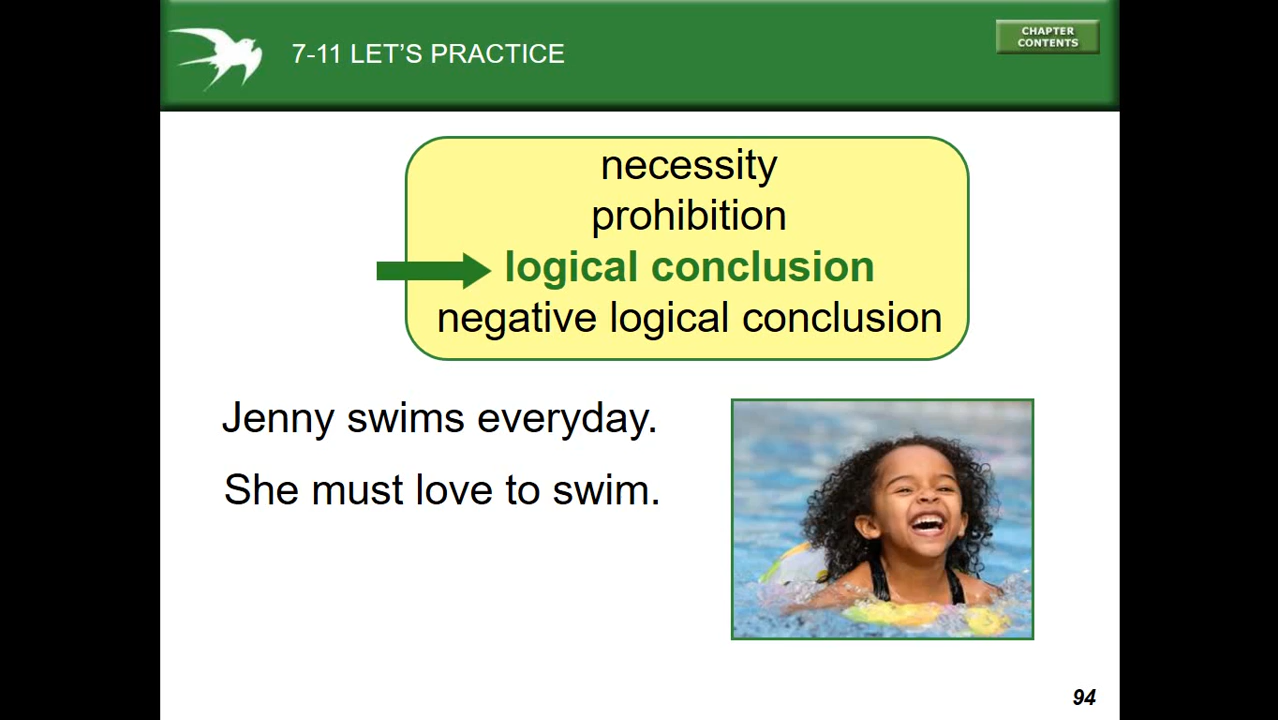 7-11 LET'S PRACTICE
CHAPTER
CONTENTS
necessity
prohibition
logical conclusion
negative logical conclusion
Jenny swims everyday.
She must love to swim.
94